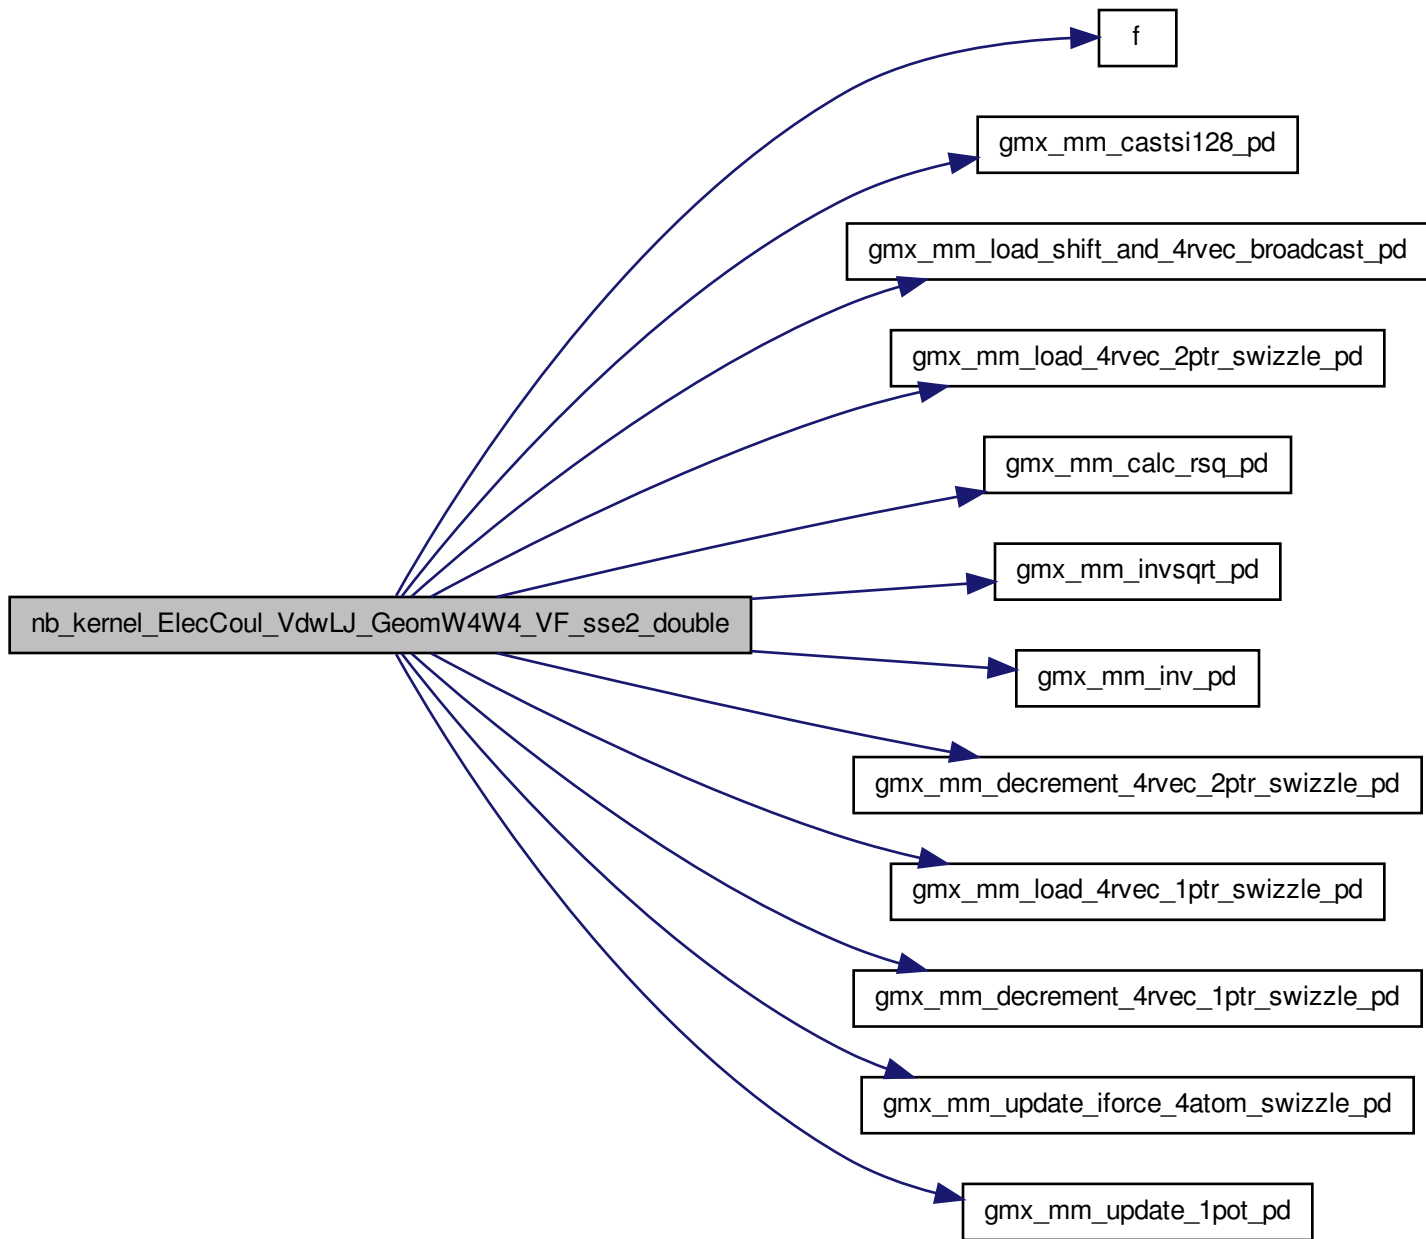 f
gmx_mm_castsi128_pd
gmx_mm_load_shift_and_4rvec_broadcast_pd
gmx_mm_load_4rvec_2ptr_swizzle_pd
gmx_mm_calc_rsq_pd
gmx_mm_invsqrt_pd
nb_kernel_ElecCoul_VdwLJ_GeomW4W4_VF_sse2_double
gmx_mm_inv_pd
gmx_mm_decrement_4rvec_2ptr_swizzle_pd
gmx_mm_load_4rvec_1ptr_swizzle_pd
gmx_mm_decrement_4rvec_1ptr_swizzle_pd
gmx_mm_update_iforce_4atom_swizzle_pd
gmx_mm_update_1pot_pd